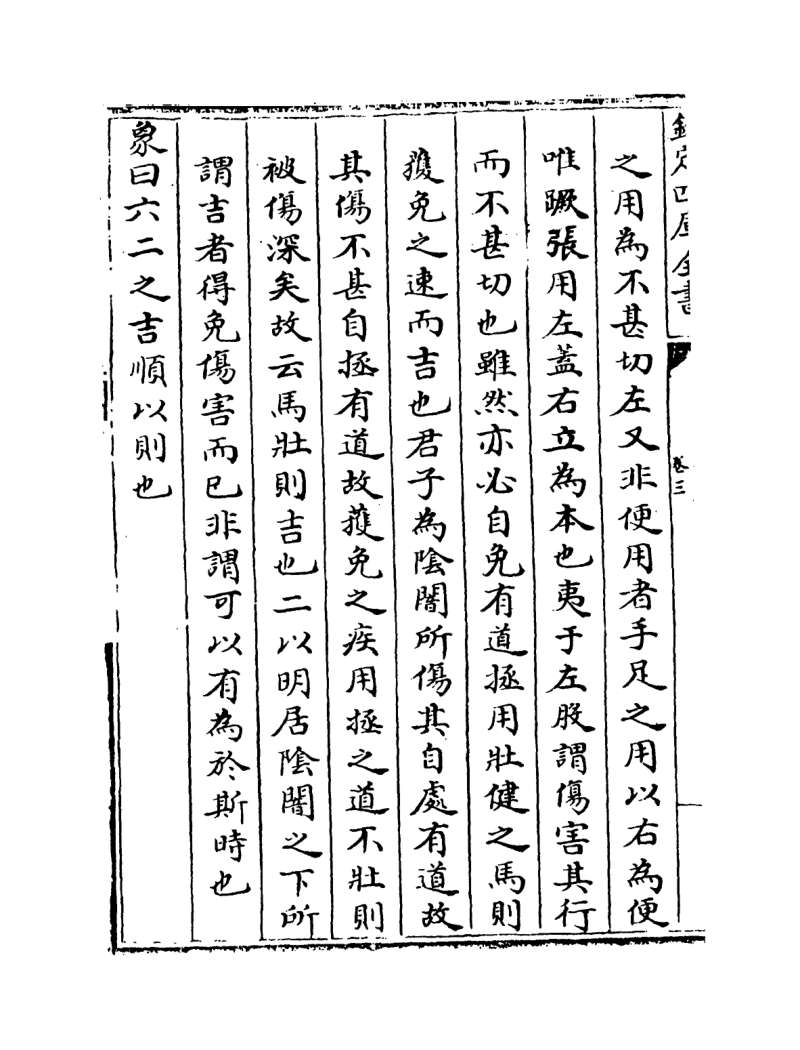 欽定四庫全書
卷三
之用為不甚切左又非便用者手足之用以右為便
唯蹶張用左蓋右立為本也夷于左股謂傷害其行
而不甚切也雖然亦必自免有道拯用壯健之馬則
獲免之速而吉也君子為陰闇所傷其自處有道故
其傷不甚自拯有道故獲免之疾用拯之道不壯則
被傷深矣故云馬壯則吉也二以明居陰闇之下所
謂吉者得免傷害而已非謂可以有為於斯時也
象曰六二之吉順以則也